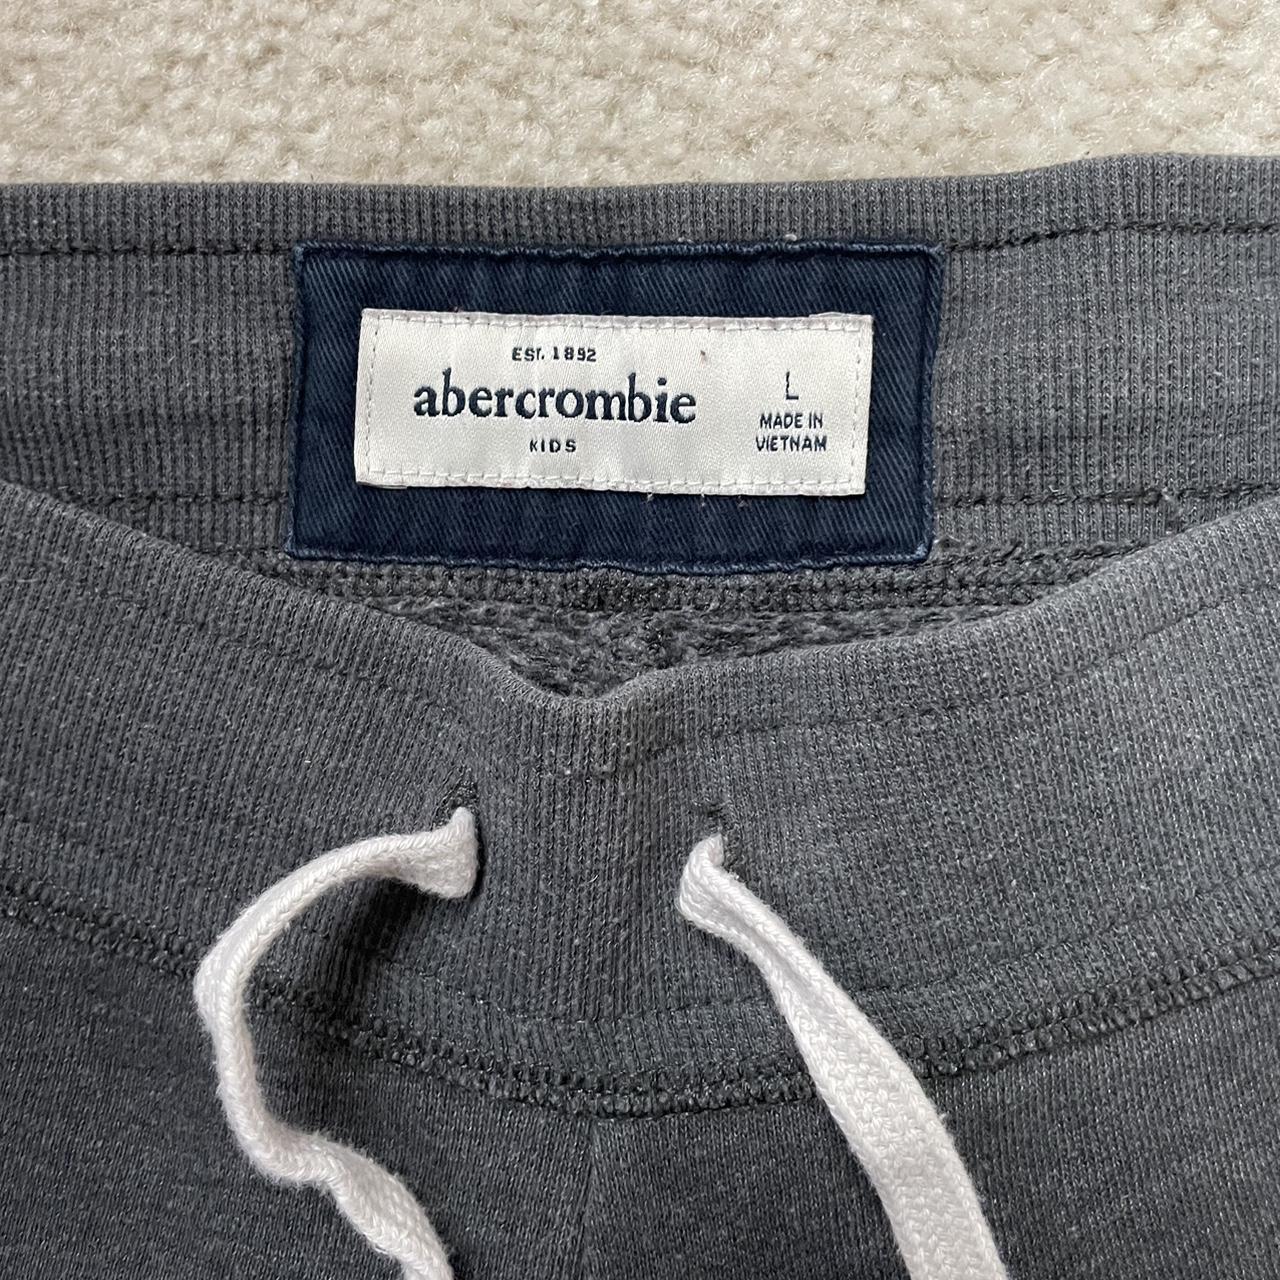 EST. 1892
abercrombie
KIDS
L
MADE IN
VIETNAM